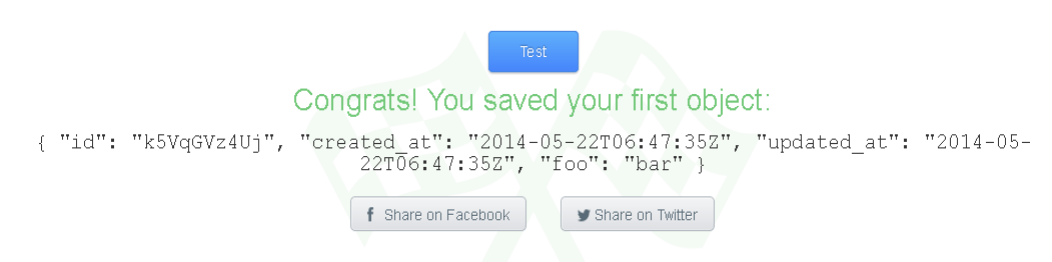 Test
Congrats! You saved your first object:
{ "id": "k5VqGVz4Uj", "created_at": "2014-05-22T06:47:35Z", "updated_at": "2014-05-
22T06:47:35Z", "foo": "bar" }
Share on Facebook
Share on Twitter